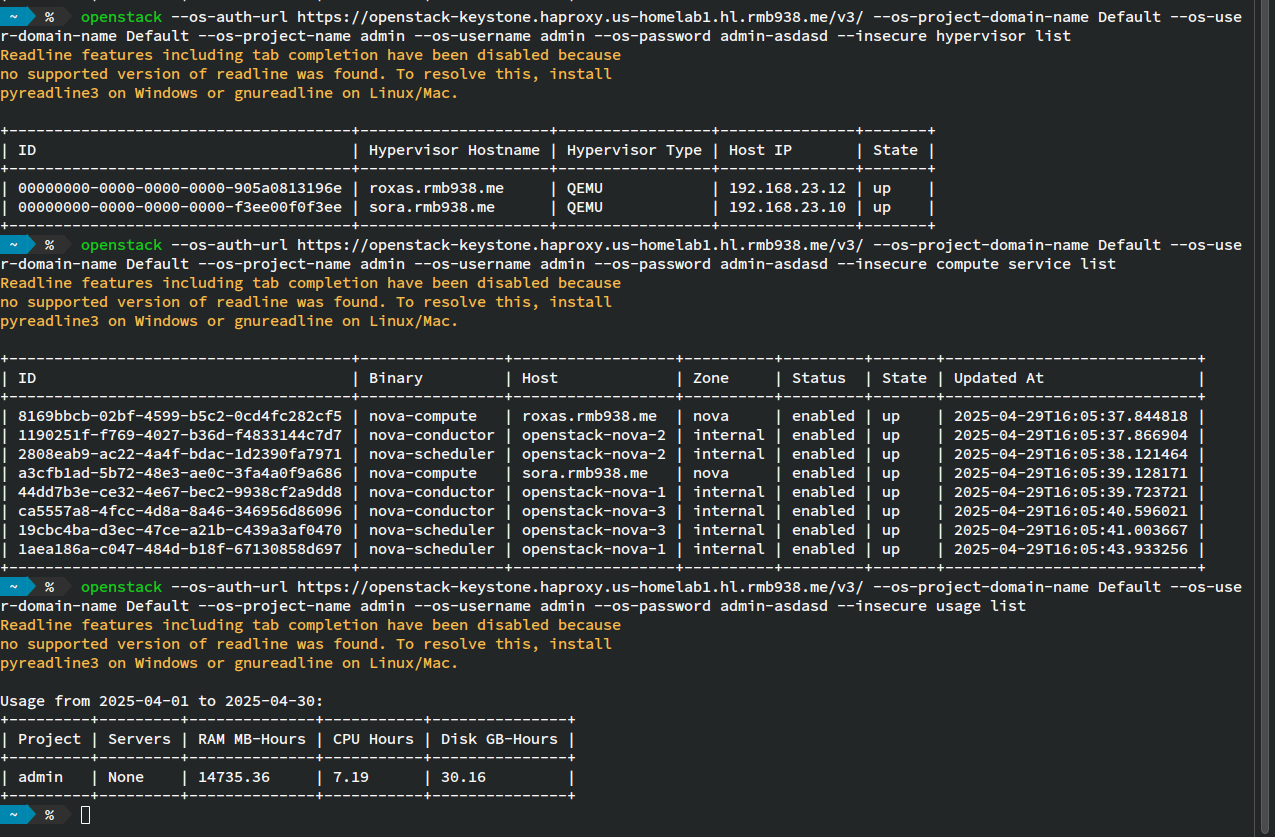 ~ % openstack --os-auth-url https://openstack-keystone.haproxy.us-homelab1.hl.rmb938.me/v3/ --os-project-domain-name Default --os-use
r-domain-name Default --os-project-name admin --os-username admin --os-password admin-asdasd --insecure hypervisor list
Readline features including tab completion have been disabled because
no supported version of readline was found. To resolve this, install
pyreadline3 on Windows or gnureadline on Linux/Mac.

+--------------------------------------+---------------------+-----------------+---------------+-------+
| ID                                   | Hypervisor Hostname | Hypervisor Type | Host IP       | State |
+--------------------------------------+---------------------+-----------------+---------------+-------+
| 00000000-0000-0000-0000-905a0813196e | roxas.rmb938.me     | QEMU            | 192.168.23.12 | up    |
| 00000000-0000-0000-0000-f3ee00f0f3ee | sora.rmb938.me      | QEMU            | 192.168.23.10 | up    |
+--------------------------------------+---------------------+-----------------+---------------+-------+
~ % openstack --os-auth-url https://openstack-keystone.haproxy.us-homelab1.hl.rmb938.me/v3/ --os-project-domain-name Default --os-use
r-domain-name Default --os-project-name admin --os-username admin --os-password admin-asdasd --insecure compute service list
Readline features including tab completion have been disabled because
no supported version of readline was found. To resolve this, install
pyreadline3 on Windows or gnureadline on Linux/Mac.

+--------------------------------------+----------------+------------------+----------+---------+-------+----------------------------+
| ID                                   | Binary         | Host             | Zone     | Status  | State | Updated At                 |
+--------------------------------------+----------------+------------------+----------+---------+-------+----------------------------+
| 8169bbcb-02bf-4599-b5c2-0cd4fc282cf5 | nova-compute   | roxas.rmb938.me  | nova     | enabled | up    | 2025-04-29T16:05:37.844818 |
| 1190251f-f769-4027-b36d-f4833144c7d7 | nova-conductor | openstack-nova-2 | internal | enabled | up    | 2025-04-29T16:05:37.866904 |
| 2808eab9-ac22-4a4f-bdac-1d2390fa7971 | nova-scheduler | openstack-nova-2 | internal | enabled | up    | 2025-04-29T16:05:38.121464 |
| a3cfb1ad-5b72-48e3-ae0c-3fa4a0f9a686 | nova-compute   | sora.rmb938.me   | nova     | enabled | up    | 2025-04-29T16:05:39.128171 |
| 44dd7b3e-ce32-4e67-bec2-9938cf2a9dd8 | nova-conductor | openstack-nova-1 | internal | enabled | up    | 2025-04-29T16:05:39.723721 |
| ca5557a8-4fcc-4d8a-8a46-346956d86096 | nova-conductor | openstack-nova-3 | internal | enabled | up    | 2025-04-29T16:05:40.596021 |
| 19cbc4ba-d3ec-47ce-a21b-c439a3af0470 | nova-scheduler | openstack-nova-3 | internal | enabled | up    | 2025-04-29T16:05:41.003667 |
| 1aea186a-c047-484d-b18f-67130858d697 | nova-scheduler | openstack-nova-1 | internal | enabled | up    | 2025-04-29T16:05:43.933256 |
+--------------------------------------+----------------+------------------+----------+---------+-------+----------------------------+
~ % openstack --os-auth-url https://openstack-keystone.haproxy.us-homelab1.hl.rmb938.me/v3/ --os-project-domain-name Default --os-use
r-domain-name Default --os-project-name admin --os-username admin --os-password admin-asdasd --insecure usage list
Readline features including tab completion have been disabled because
no supported version of readline was found. To resolve this, install
pyreadline3 on Windows or gnureadline on Linux/Mac.

Usage from 2025-04-01 to 2025-04-30:
+---------+---------+--------------+-----------+---------------+
| Project | Servers | RAM MB-Hours | CPU Hours | Disk GB-Hours |
+---------+---------+--------------+-----------+---------------+
| admin   | None    | 14735.36     | 7.19      | 30.16         |
+---------+---------+--------------+-----------+---------------+
~ %